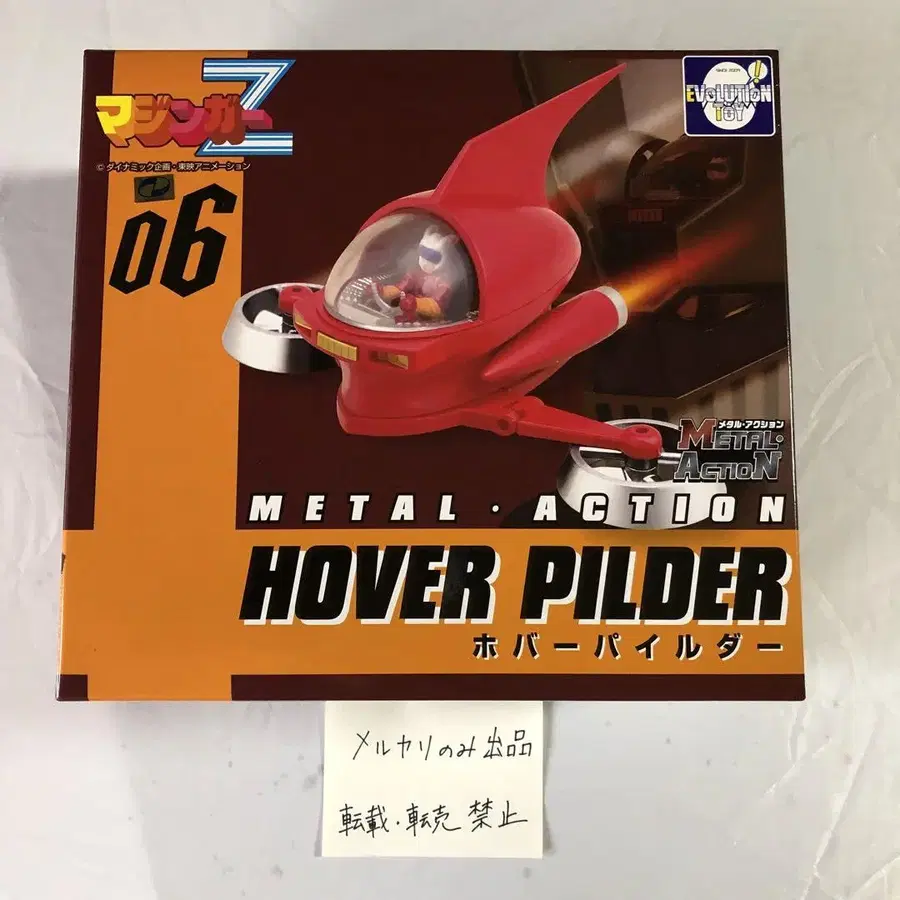 マジンガーZ
© ダイナミック企画・東映アニメーション
06
EVOLUTION
TOY
メタル・アクション
METAL・
ACTION
METAL・ACTION
HOVER PILDER
ホバーパイルダー
メルカリのみ出品
転載・転売 禁止